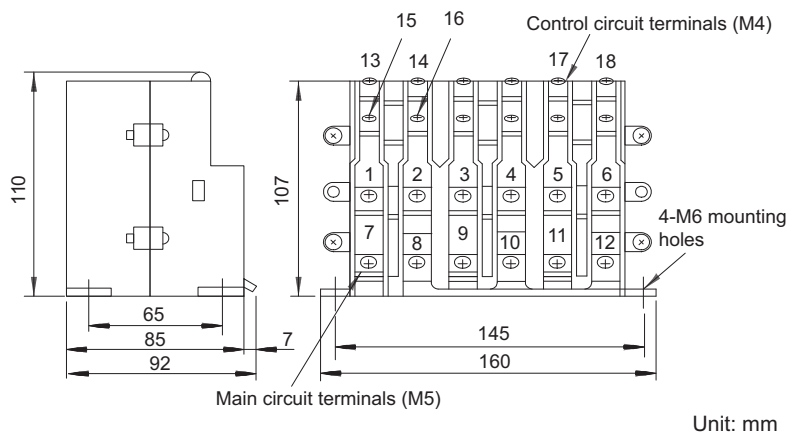 15 16 Control circuit terminals (M4)
13 14 17 18
110
107
1 2 3 4 5 6
4-M6 mounting
holes
7 8 9 10 11 12
65
85 7
92
145
160
Main circuit terminals (M5)
Unit: mm